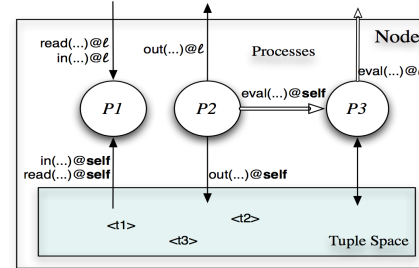 Node
read(...)@ℓ
in(...)@ℓ
out(...)@ℓ
Processes
eval(...)@
eval(...)@self
P1
P2
P3
in(...)@self
read(...)@self
out(...)@self
<t1>
<t2>
<t3>
Tuple Space